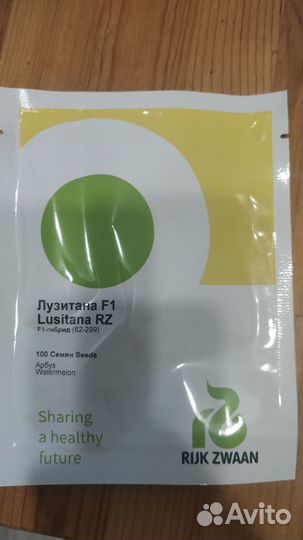 Лузитана F1
Lusitana RZ
F1-гибрид (62-299)
100 Семян Seeds
Арбуз
Watermelon
Sharing
a healthy
future
RZ
RIJK ZWAAN
Avito